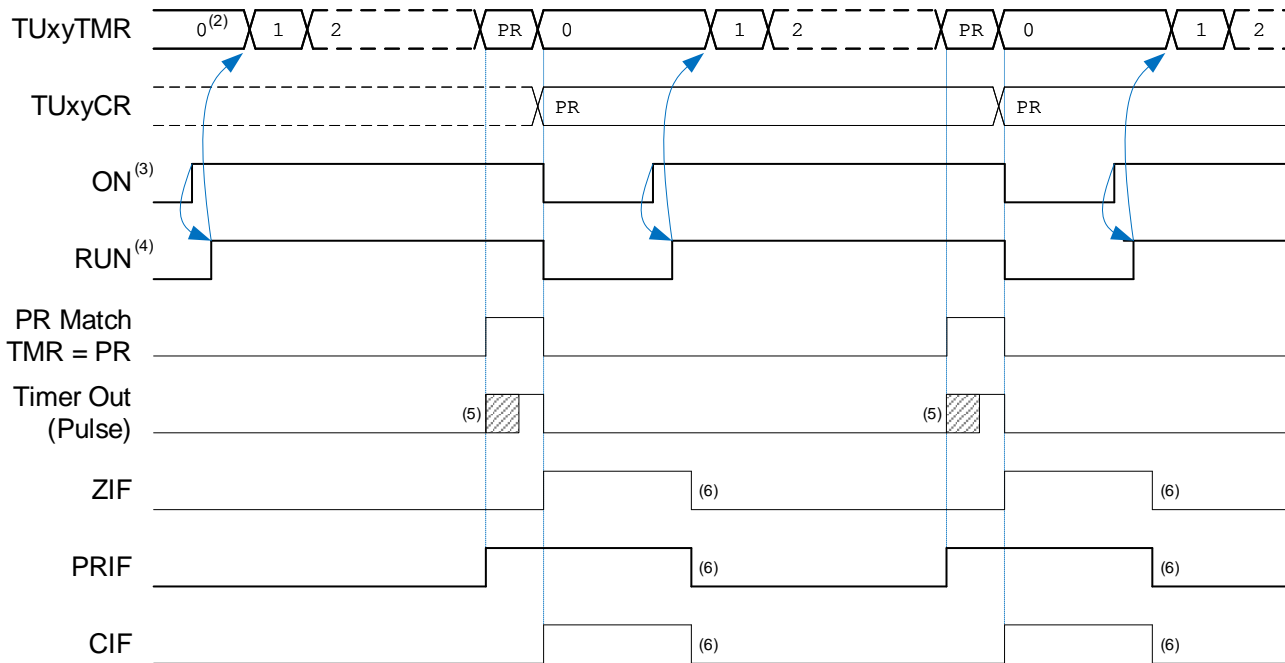 TUxyTMR 0(2) 1 2 PR 0 1 2 PR 0 1 2
TUxyCR PR PR
ON(3)
RUN(4)
PR Match
TMR = PR
Timer Out
(Pulse) (5) (5)
ZIF (6) (6)
PRIF (6) (6)
CIF (6) (6)